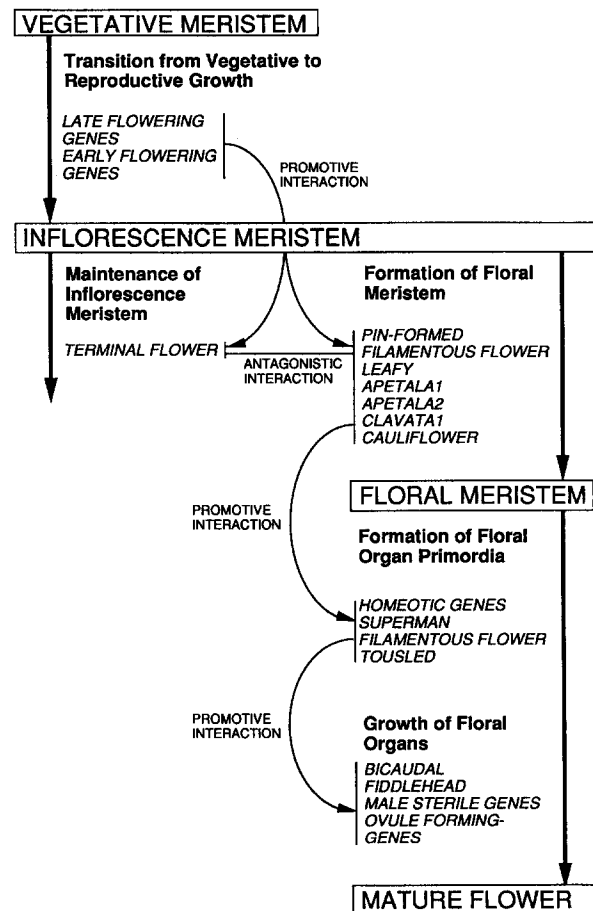 VEGETATIVE MERISTEM
Transition from Vegetative to
Reproductive Growth
LATE FLOWERING
GENES
EARLY FLOWERING
GENES
PROMOTIVE
INTERACTION
INFLORESCENCE MERISTEM
Maintenance of
Inflorescence
Meristem
TERMINAL FLOWER
ANTAGONISTIC
INTERACTION
Formation of Floral
Meristem
PIN-FORMED
FILAMENTOUS FLOWER
LEAFY
APETALA1
APETALA2
CLAVATA1
CAULIFLOWER
PROMOTIVE
INTERACTION
FLORAL MERISTEM
Formation of Floral
Organ Primordia
HOMEOTIC GENES
SUPERMAN
FILAMENTOUS FLOWER
TOUSLED
PROMOTIVE
INTERACTION
Growth of Floral
Organs
BICAUDAL
FIDDLEHEAD
MALE STERILE GENES
OVULE FORMING-
GENES
MATURE FLOWER